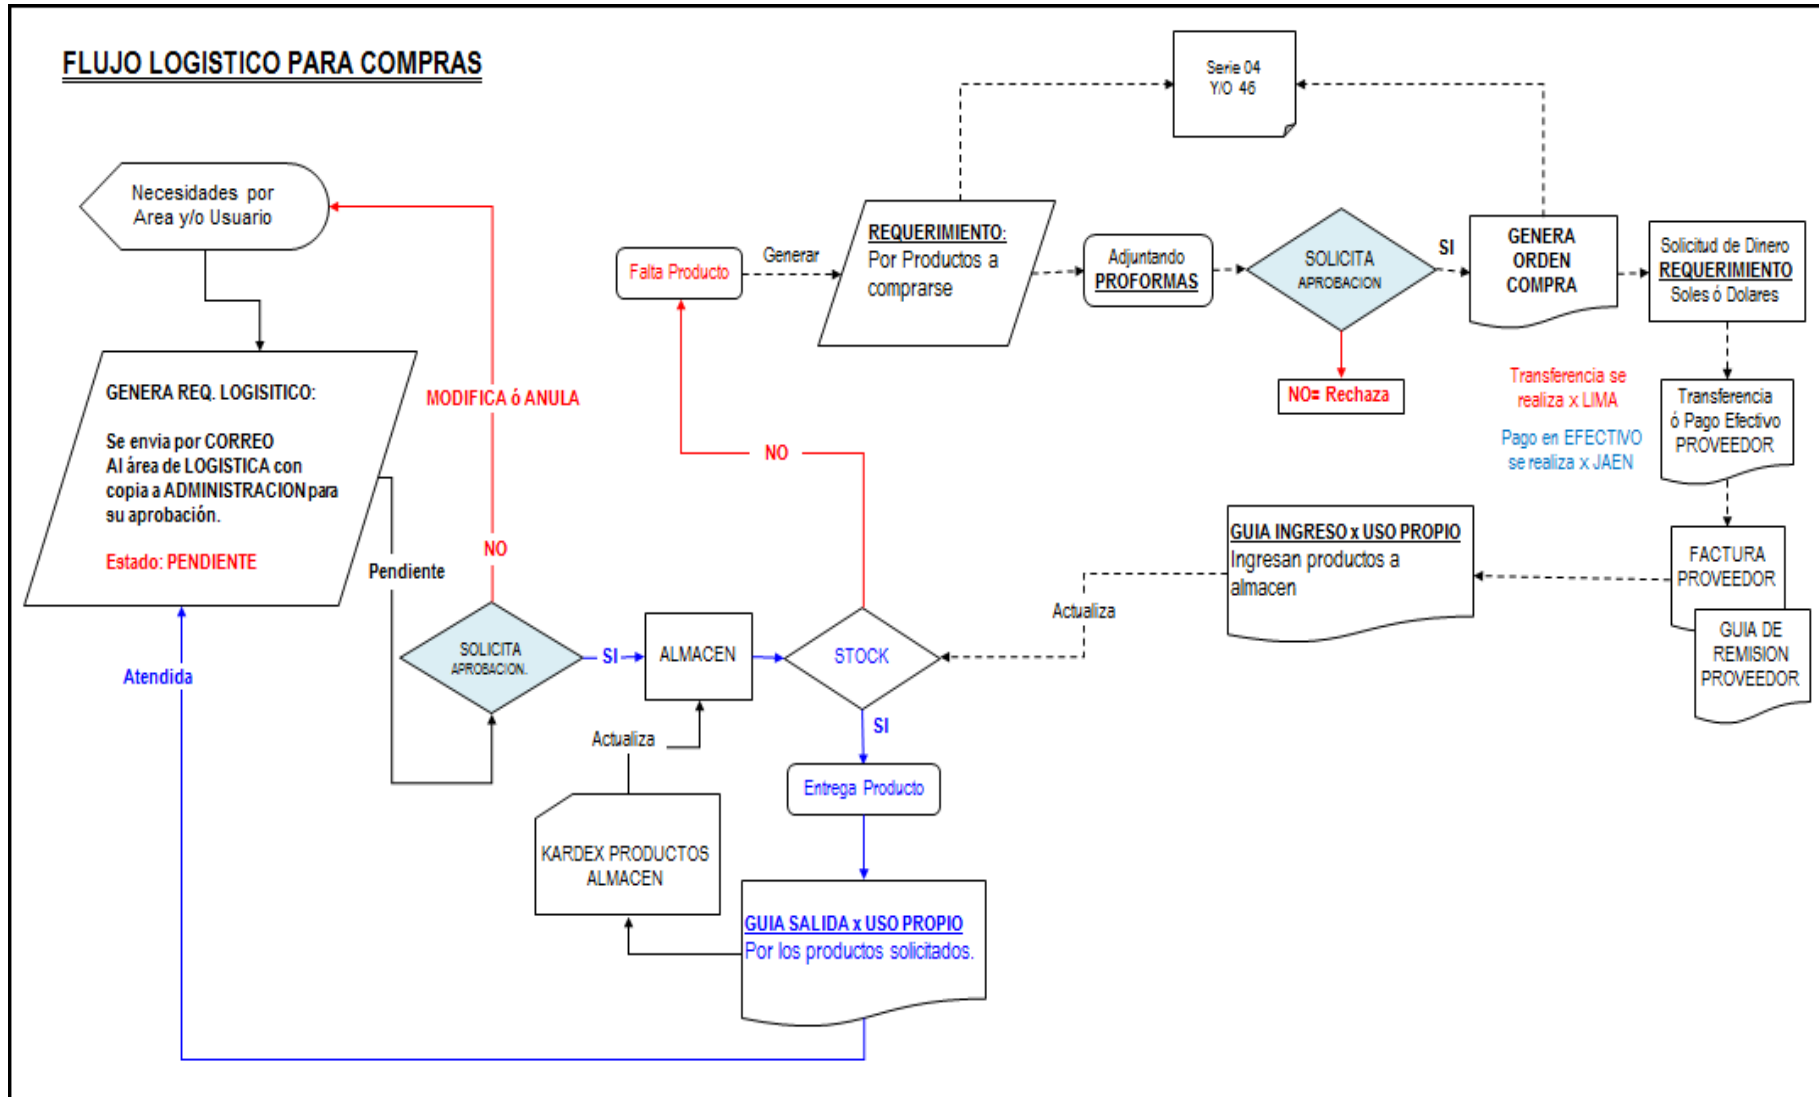 FLUJO LOGISTICO PARA COMPRAS
Serie 04
Y/O 46
Necesidades por
Area y/o Usuario
GENERA REQ. LOGISITICO:
Se envia por CORREO
Al área de LOGISTICA con
copia a ADMINISTRACION para
su aprobación.
Estado: PENDIENTE
MODIFICA ó ANULA
NO
Pendiente
SOLICITA
APROBACION.
SI
ALMACEN
STOCK
NO
Falta Producto
Generar
REQUERIMIENTO:
Por Productos a
comprarse
Adjuntando
PROFORMAS
SOLICITA
APROBACION
SI
NO= Rechaza
GENERA
ORDEN
COMPRA
Solicitud de Dinero
REQUERIMIENTO
Soles ó Dolares
Transferencia se
realiza x LIMA
Pago en EFECTIVO
se realiza x JAEN
Transferencia
ó Pago Efectivo
PROVEEDOR
FACTURA
PROVEEDOR
GUIA DE
REMISION
PROVEEDOR
GUIA INGRESO x USO PROPIO
Ingresan productos a
almacen
Actualiza
SI
Entrega Producto
GUIA SALIDA x USO PROPIO
Por los productos solicitados.
KARDEX PRODUCTOS
ALMACEN
Actualiza
Atendida